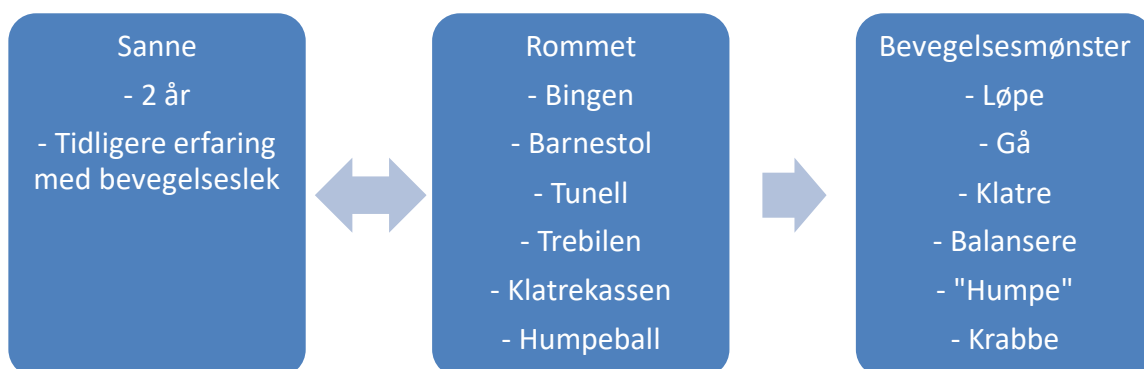 Sanne
- 2 år
- Tidligere erfaring
med bevegelseslek
Rommet
- Bingen
- Barnestol
- Tunell
- Trebilen
- Klatrekassen
- Humpeball
Bevegelsesmønster
- Løpe
- Gå
- Klatre
- Balansere
- "Humpe"
- Krabbe